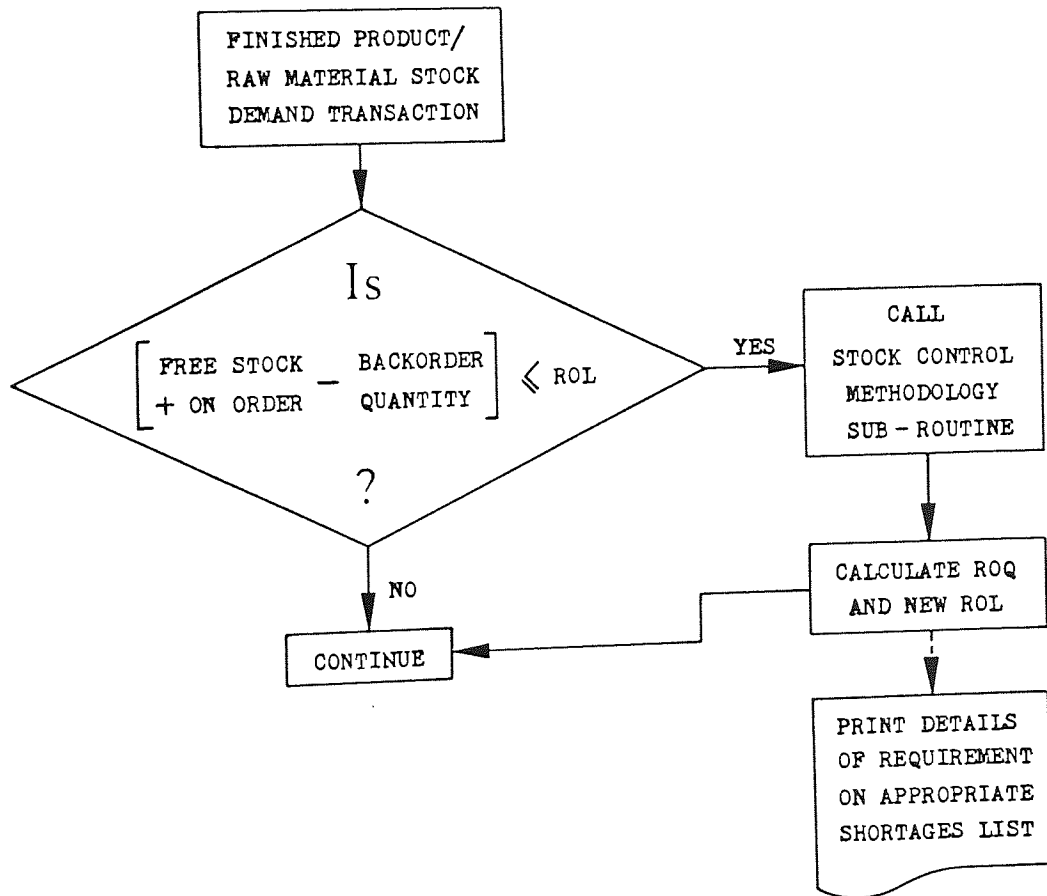 FINISHED PRODUCT/
RAW MATERIAL STOCK
DEMAND TRANSACTION
Is
[FREE STOCK − BACKORDER] ⩽ ROL
+ ON ORDER QUANTITY
?
YES
CALL
STOCK CONTROL
METHODOLOGY
SUB-ROUTINE
NO
CONTINUE
CALCULATE ROQ
AND NEW ROL
PRINT DETAILS
OF REQUIREMENT
ON APPROPRIATE
SHORTAGES LIST